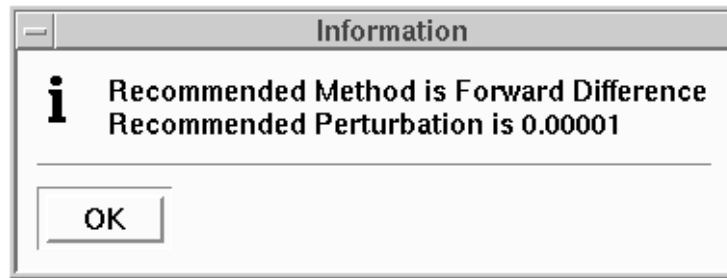 Information
Recommended Method is Forward Difference
Recommended Perturbation is 0.00001
OK